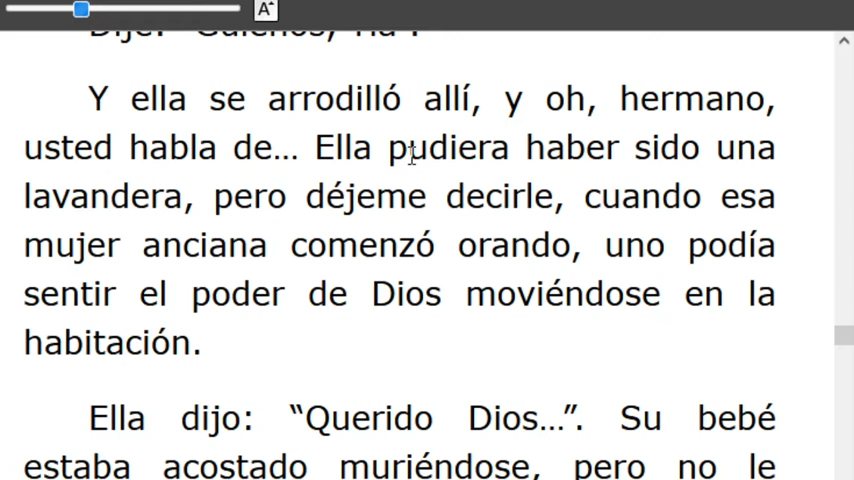 Y ella se arrodilló allí, y oh, hermano,
usted habla de... Ella pudiera haber sido una
lavandera, pero déjeme decirle, cuando esa
mujer anciana comenzó orando, uno podía
sentir el poder de Dios moviéndose en la
habitación.
Ella dijo: “Querido Dios...”. Su bebé
estaba acostado muriéndose, pero no le